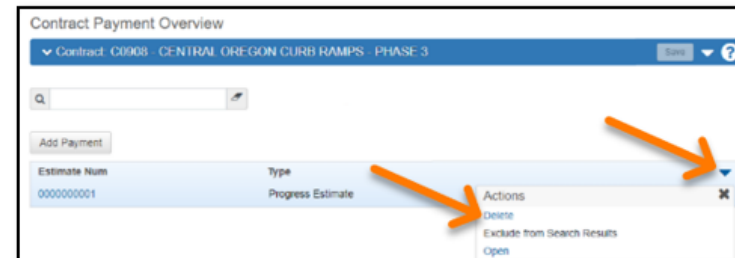 Contract Payment Overview
Contract: C0908 - CENTRAL OREGON CURB RAMPS - PHASE 3 Save ?
Add Payment
Estimate Num Type
0000000001 Progress Estimate
Actions
Delete
Exclude from Search Results
Open